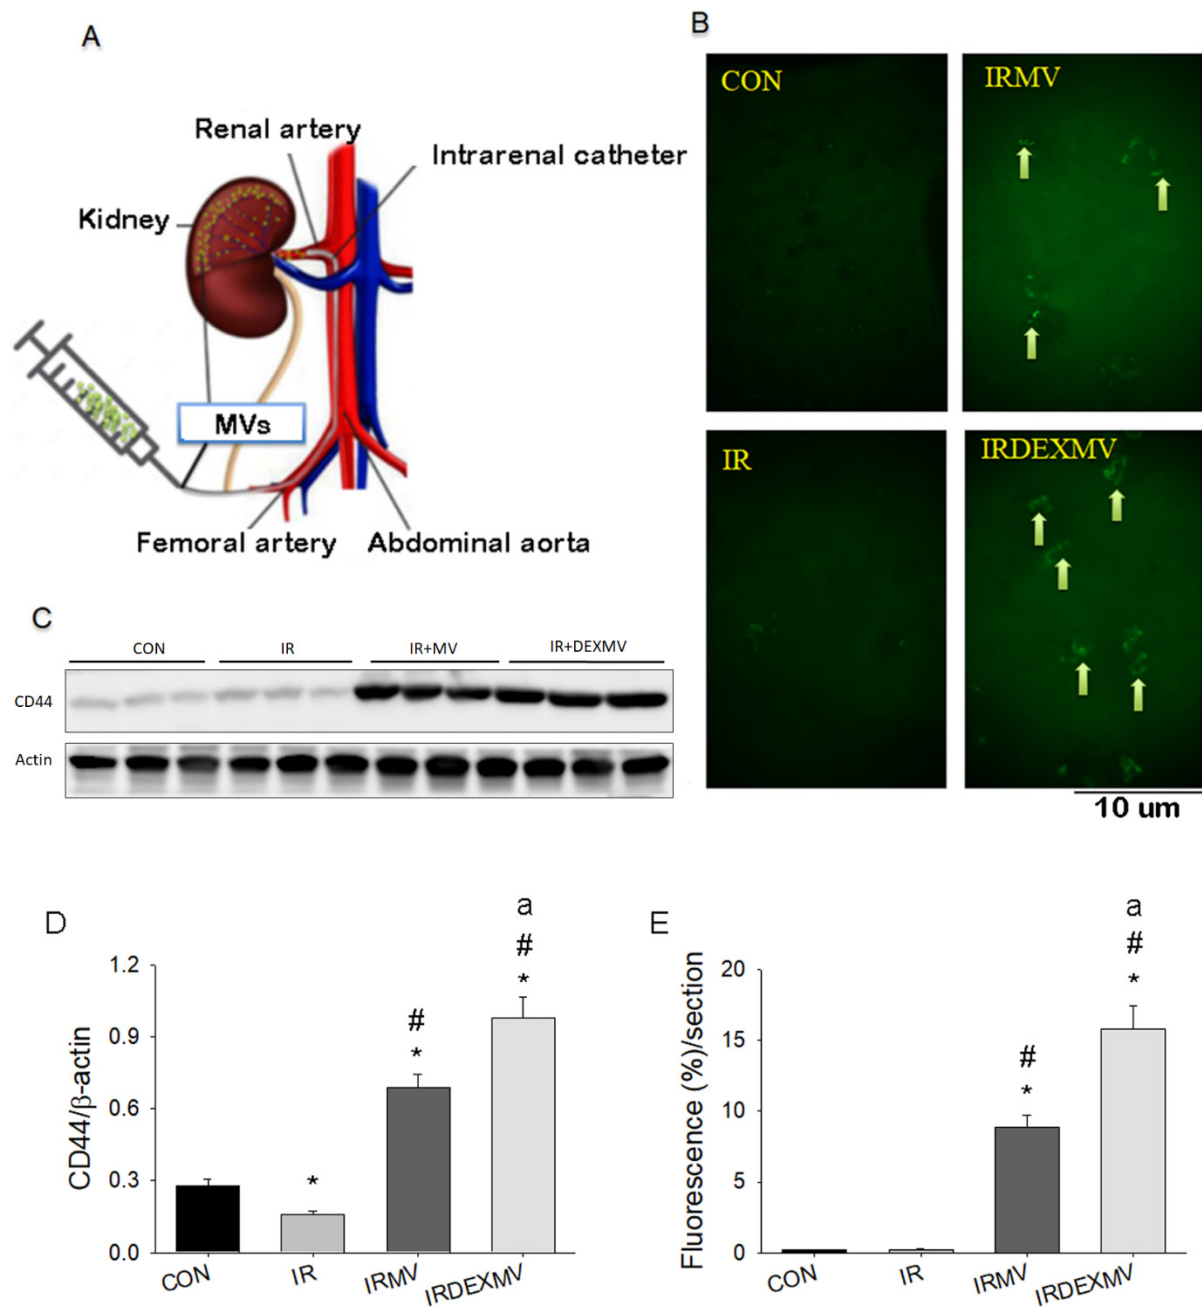 A
Renal artery
Intrarenal catheter
Kidney
MVs
Femoral artery
Abdominal aorta
B
CON
IRMV
IR
IRDEXMV
10 um
C
CON IR IR+MV IR+DEXMV
CD44
Actin
D
a
#
*
#
*
*
1.2
0.9
0.6
0.3
0.0
CD44/β-actin
CON IR IRMV IRDEXMV
E
a
#
*
#
*
20
15
10
5
0
Fluorescence (%)/section
CON IR IRMV IRDEXMV